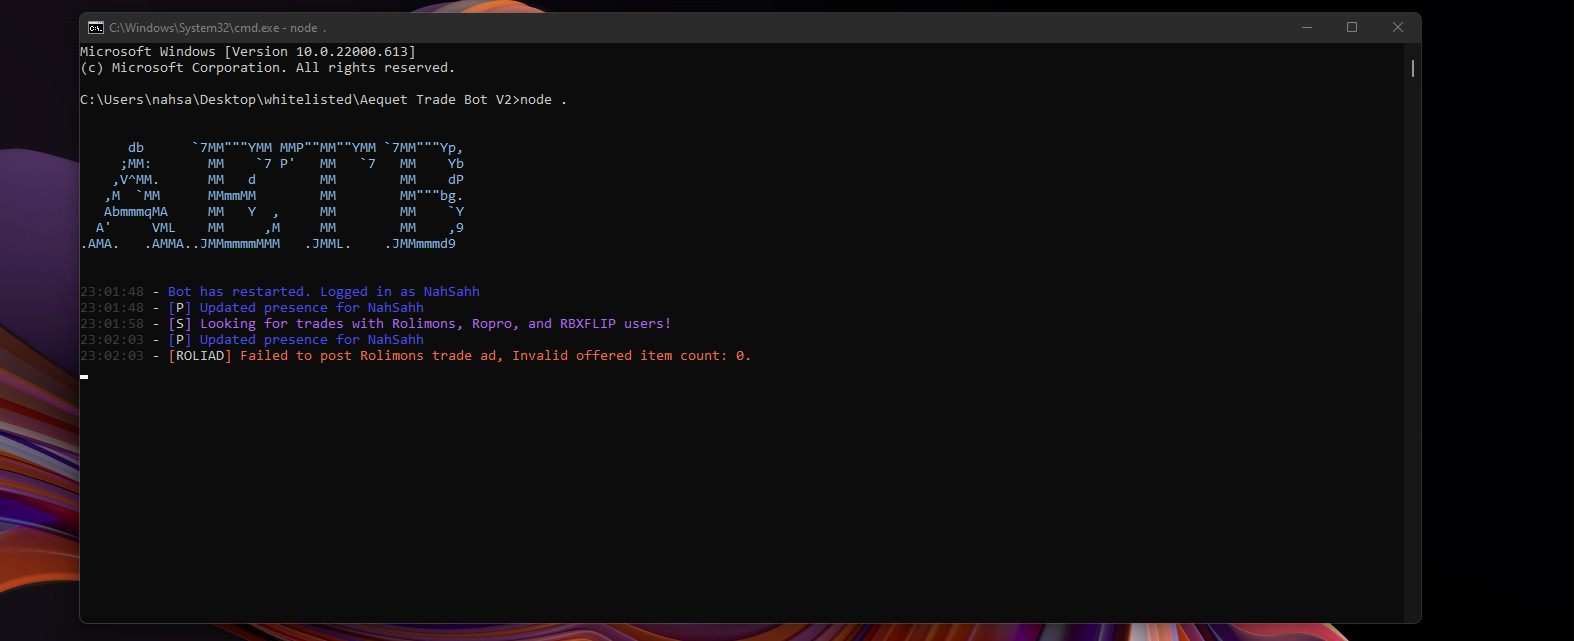 C:\Windows\System32\cmd.exe - node .
Microsoft Windows [Version 10.0.22000.613]
(c) Microsoft Corporation. All rights reserved.
C:\Users\nahsa\Desktop\whitelisted\Aequet Trade Bot V2>node .
      db      `7MM"""YMM MMP""MM""YMM `7MM"""Yp,
     ;MM:       MM    `7 P'   MM   `7   MM    Yb
    ,V^MM.      MM   d        MM        MM    dP
   ,M  `MM      MMmmMM        MM        MM"""bg.
   AbmmmqMA     MM   Y  ,     MM        MM    `Y
  A'     VML    MM     ,M     MM        MM    ,9
.AMA.   .AMMA..JMMmmmmMMM   .JMML.    .JMMmmmd9
23:01:48 - Bot has restarted. Logged in as NahSahh
23:01:48 - [P] Updated presence for NahSahh
23:01:58 - [S] Looking for trades with Rolimons, Ropro, and RBXFLIP users!
23:02:03 - [P] Updated presence for NahSahh
23:02:03 - [ROLIAD] Failed to post Rolimons trade ad, Invalid offered item count: 0.